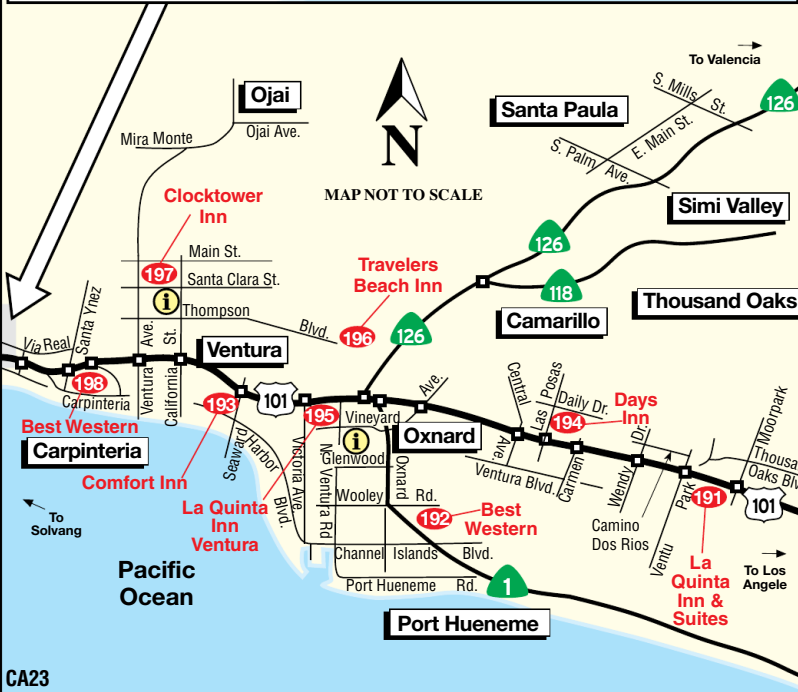 To Valencia
S. Mills St.
126
Ojai
Santa Paula
E. Main St.
Mira Monte
Ojai Ave.
N
S. Palm Ave.
MAP NOT TO SCALE
Clocktower
Inn
Simi Valley
126
Main St.
197
Santa Clara St.
Travelers
Beach Inn
118
Thousand Oaks
i
Thompson Blvd.
Camarillo
126
196
Santa Ynez
Via Real
Ventura Ave.
California St.
Ventura
198
Carpinteria
193
101
195
Vineyard Ave.
Central Ave.
Las Posas
Daily Dr.
194
Days
Inn
Best Western
Carpinteria
Seaward
Harbor Blvd.
Victoria Ave.
i
Oxnard
Glenwood
N Ventura Rd
Oxnard
Ventura Blvd.
Carmen
Wendy Dr.
Moorpark
Thousa
Oaks Blv
Comfort Inn
La Quinta
Inn
Ventura
Wooley Rd.
192
Best
Western
Camino
Dos Rios
Ventu Park
191
101
To
Solvang
Channel Islands Blvd.
Pacific
Ocean
Port Hueneme Rd.
1
La
Quinta
Inn &
Suites
To Los
Angele
Port Hueneme
CA23